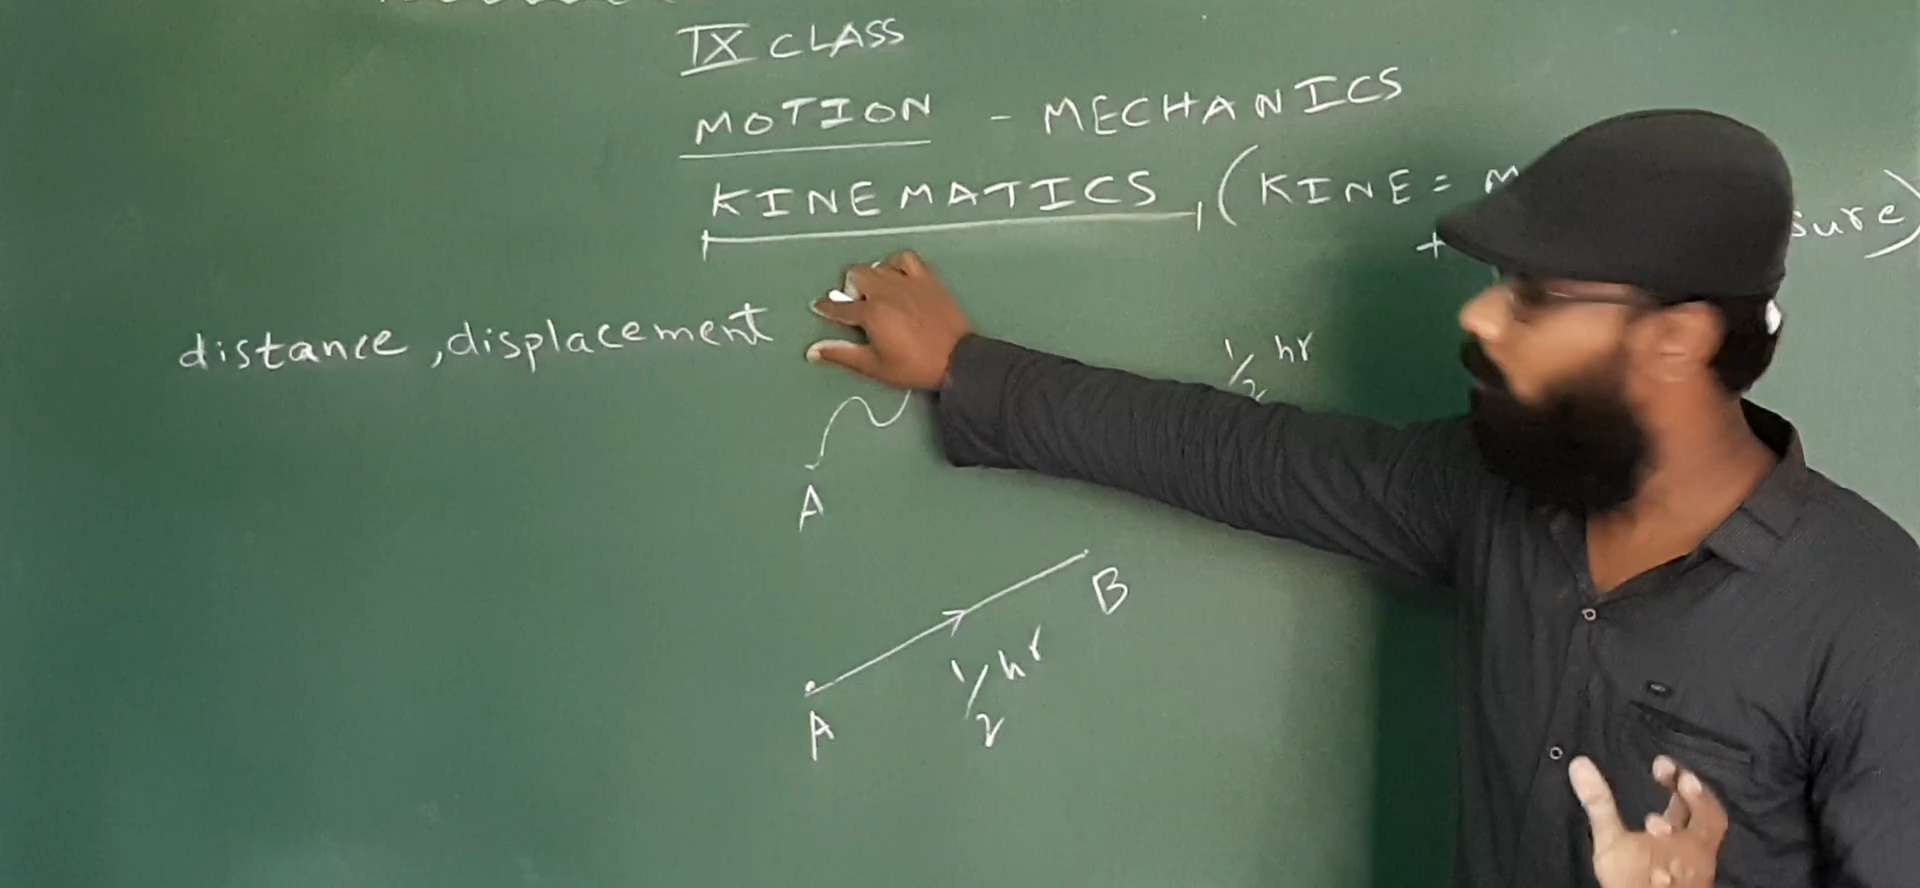 IX CLASS
MOTION - MECHANICS
KINEMATICS, (KINE =
+ sure)
distance, displacement
1/2 hr
A
B
1/2 hr
A